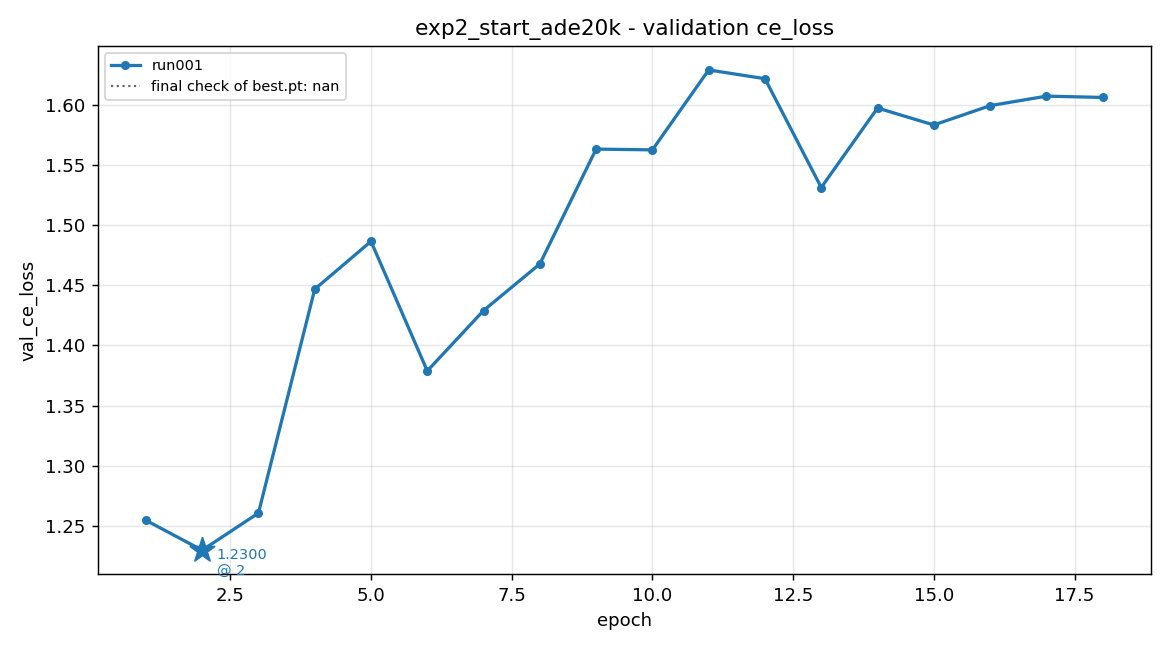 exp2_start_ade20k - validation ce_loss
run001
final check of best.pt: nan
1.60
1.55
1.50
1.45
1.40
1.35
1.30
1.25
val_ce_loss
1.2300
@ 2
2.5 5.0 7.5 10.0 12.5 15.0 17.5
epoch